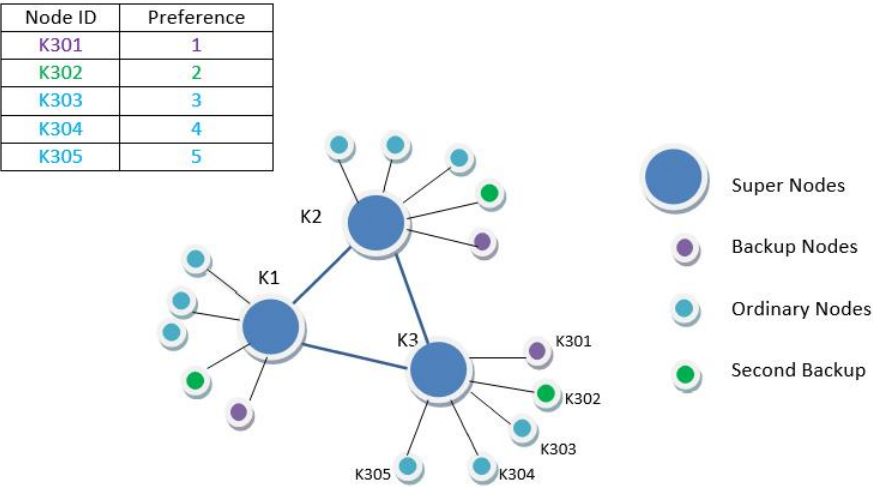 Node ID Preference
K301 1
K302 2
K303 3
K304 4
K305 5
K2
Super Nodes
Backup Nodes
K1
Ordinary Nodes
K3
K301
Second Backup
K302
K303
K305
K304